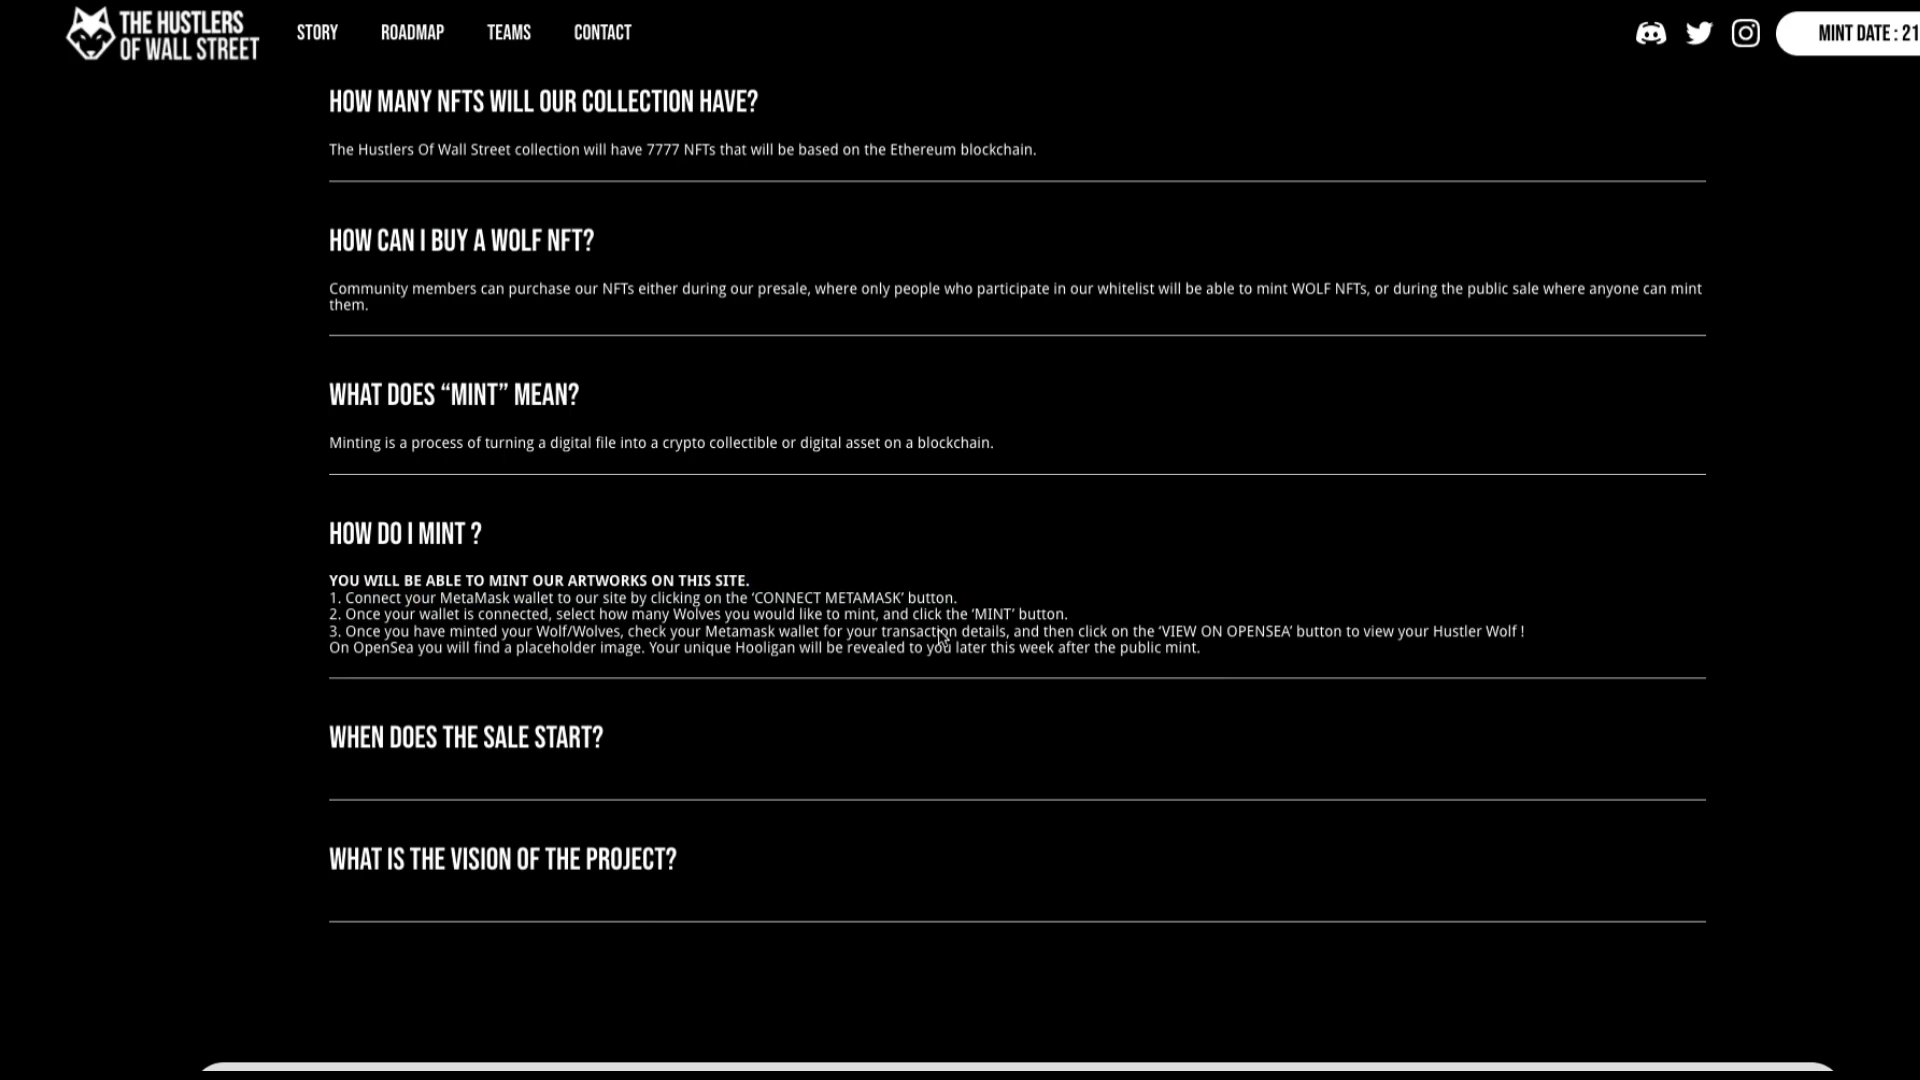 THE HUSTLERS
OF WALL STREET
STORY
ROADMAP
TEAMS
CONTACT
MINT DATE : 21
HOW MANY NFTS WILL OUR COLLECTION HAVE?
The Hustlers Of Wall Street collection will have 7777 NFTs that will be based on the Ethereum blockchain.
HOW CAN I BUY A WOLF NFT?
Community members can purchase our NFTs either during our presale, where only people who participate in our whitelist will be able to mint WOLF NFTs, or during the public sale where anyone can mint
them.
WHAT DOES “MINT” MEAN?
Minting is a process of turning a digital file into a crypto collectible or digital asset on a blockchain.
HOW DO I MINT ?
YOU WILL BE ABLE TO MINT OUR ARTWORKS ON THIS SITE.
1. Connect your MetaMask wallet to our site by clicking on the ‘CONNECT METAMASK’ button.
2. Once your wallet is connected, select how many Wolves you would like to mint, and click the ‘MINT’ button.
3. Once you have minted your Wolf/Wolves, check your Metamask wallet for your transaction details, and then click on the ‘VIEW ON OPENSEA’ button to view your Hustler Wolf !
On OpenSea you will find a placeholder image. Your unique Hooligan will be revealed to you later this week after the public mint.
WHEN DOES THE SALE START?
WHAT IS THE VISION OF THE PROJECT?